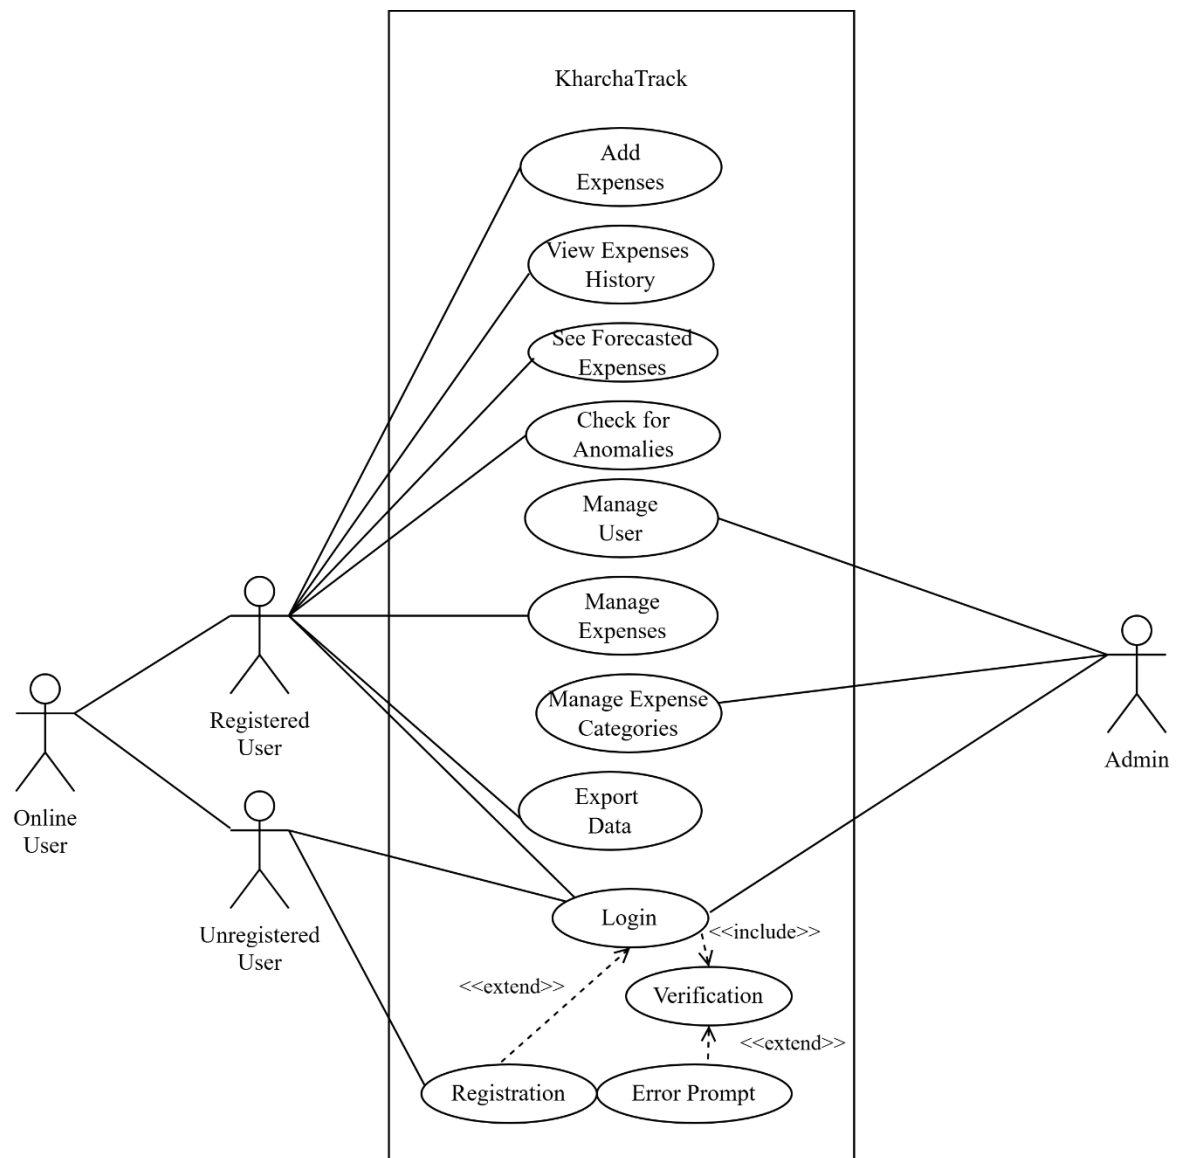 KharchaTrack
Add
Expenses
View Expenses
History
See Forecasted
Expenses
Check for
Anomalies
Manage
User
Manage
Expenses
Manage Expense
Categories
Export
Data
Login
<<include>>
Verification
<<extend>>
<<extend>>
Registration
Error Prompt
Registered
User
Online
User
Unregistered
User
Admin